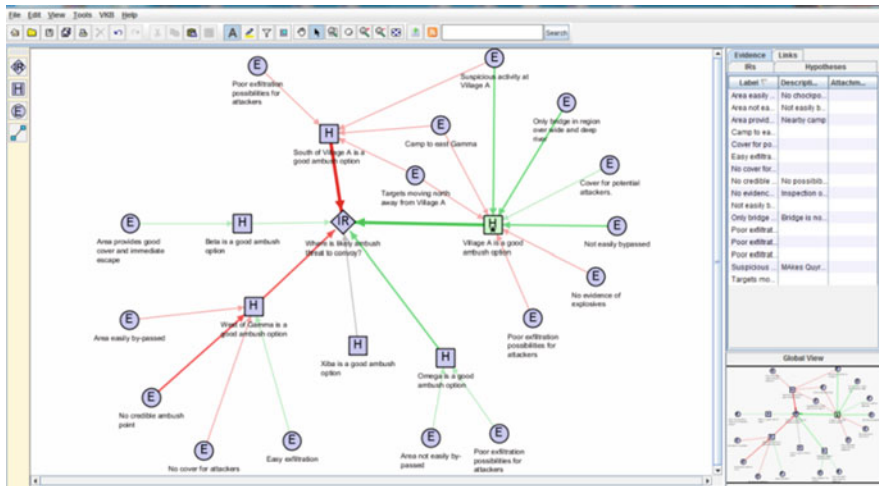 File Edit View Tools VKB Help
Search
E
Poor exfiltration
possibilities for
attackers
E
Suspicious activity at
Village A
E
Only bridge in region
over wide and deep
river
H
South of Village A is a
good ambush option
E
Camp to east Gamma
E
Targets moving north
away from Village A
E
Cover for potential
attackers.
E
Area provides good
cover and immediate
escape
H
Beta is a good ambush
option
IR
Where is likely ambush
threat to convoy?
H
Village A is a good
ambush option
E
Not easily bypassed
E
No evidence of
explosives
E
Area easily by-passed
H
West of Gamma is a
good ambush option
E
Poor exfiltration
possibilities for
attackers
H
Xiba is a good ambush
option
H
Omega is a good
ambush option
E
No credible ambush
point
E
No cover for attackers
E
Easy exfiltration
E
Area not easily by-
passed
E
Poor exfiltration
possibilities for
attackers
IR
H
E
A
Evidence Links
IRs Hypotheses
Label Descripti... Attachm...
Area easily ... No chockpo...
Area not ea... Not easily b...
Area provid... Nearby camp
Camp to ea...
Cover for po...
Easy exfiltra...
No cover for...
No credible ... No possibib...
No evidenc... Inspection o...
Not easily b...
Only bridge ... Bridge is no...
Poor exfiltrat...
Poor exfiltrat...
Poor exfiltrat...
Suspicious ... MAkes Quyr...
Targets mo...
Global View